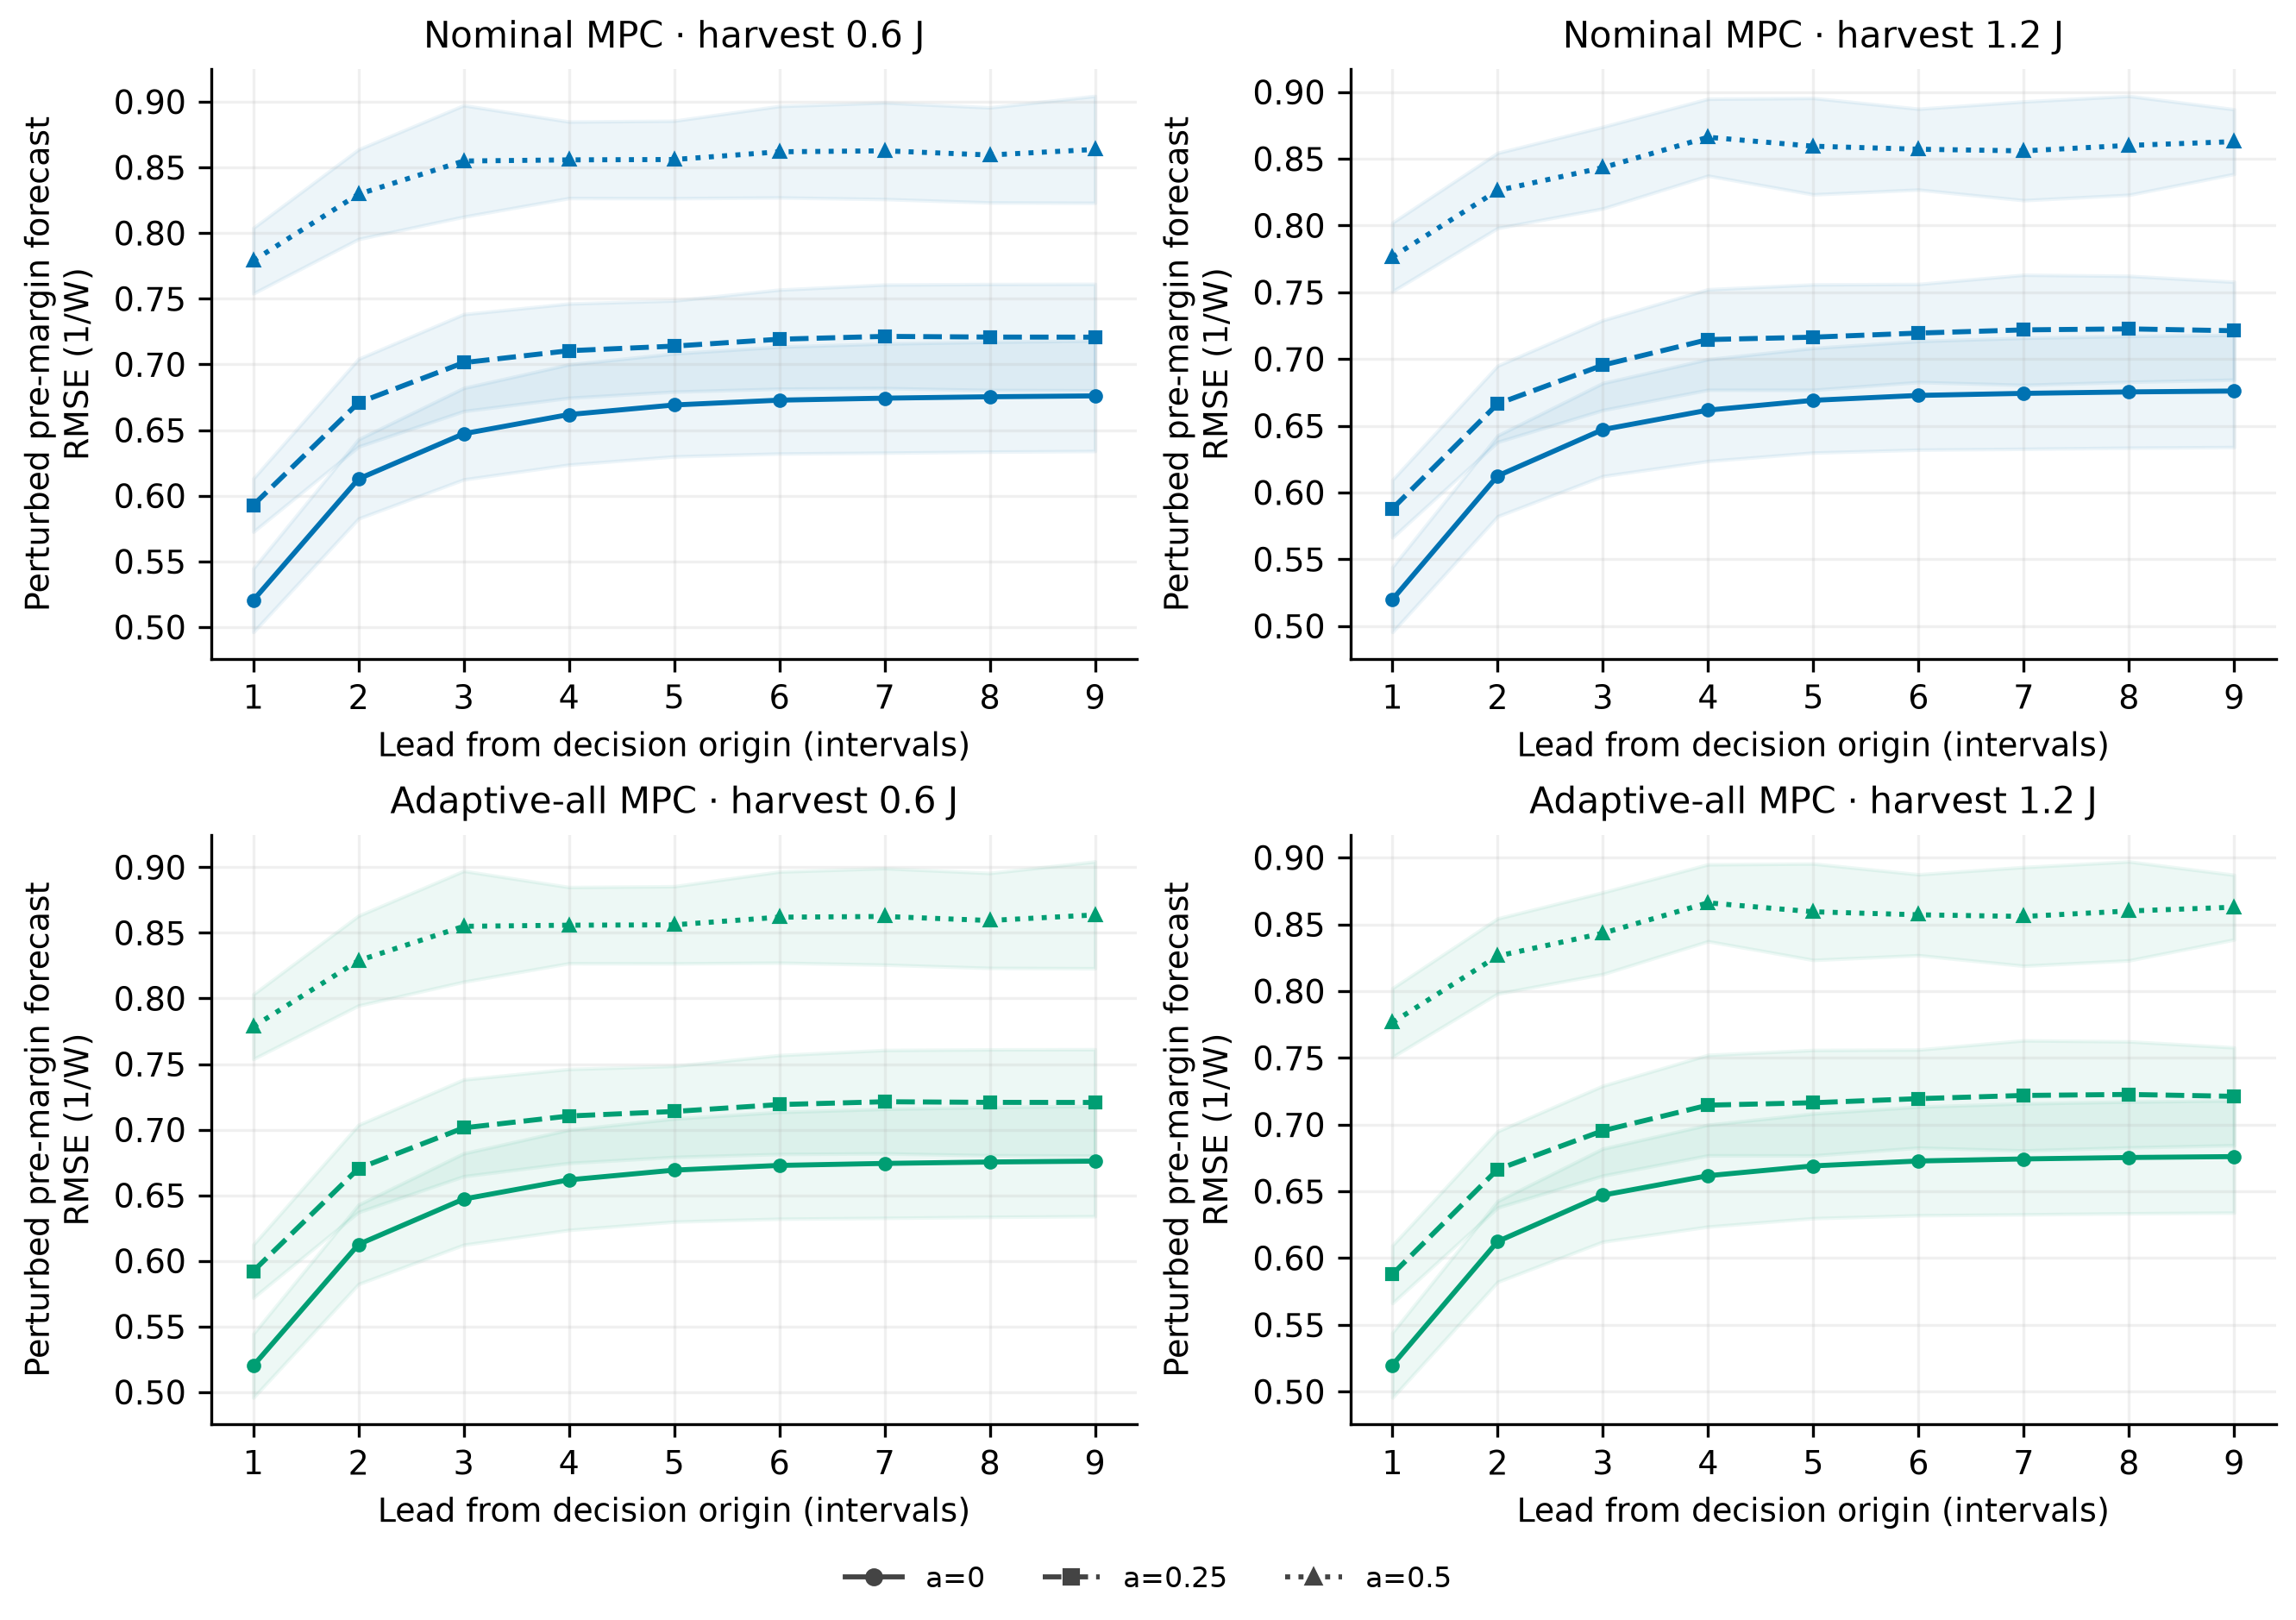 Nominal MPC · harvest 0.6 J
Perturbed pre-margin forecast
RMSE (1/W)
0.90
0.85
0.80
0.75
0.70
0.65
0.60
0.55
0.50
1 2 3 4 5 6 7 8 9
Lead from decision origin (intervals)
Nominal MPC · harvest 1.2 J
Perturbed pre-margin forecast
RMSE (1/W)
0.90
0.85
0.80
0.75
0.70
0.65
0.60
0.55
0.50
1 2 3 4 5 6 7 8 9
Lead from decision origin (intervals)
Adaptive-all MPC · harvest 0.6 J
Perturbed pre-margin forecast
RMSE (1/W)
0.90
0.85
0.80
0.75
0.70
0.65
0.60
0.55
0.50
1 2 3 4 5 6 7 8 9
Lead from decision origin (intervals)
Adaptive-all MPC · harvest 1.2 J
Perturbed pre-margin forecast
RMSE (1/W)
0.90
0.85
0.80
0.75
0.70
0.65
0.60
0.55
0.50
1 2 3 4 5 6 7 8 9
Lead from decision origin (intervals)
a=0 a=0.25 a=0.5